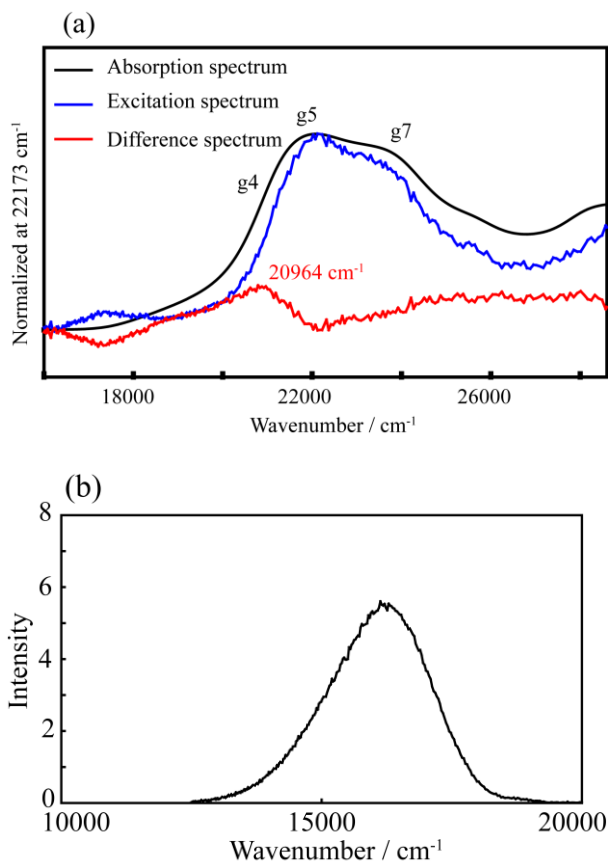 (a)
Absorption spectrum
Excitation spectrum
Difference spectrum
g4
g5
g7
20964 cm-1
Normalized at 22173 cm-1
18000
22000
26000
Wavenumber / cm-1
(b)
8
6
4
2
0
Intensity
10000
15000
20000
Wavenumber / cm-1